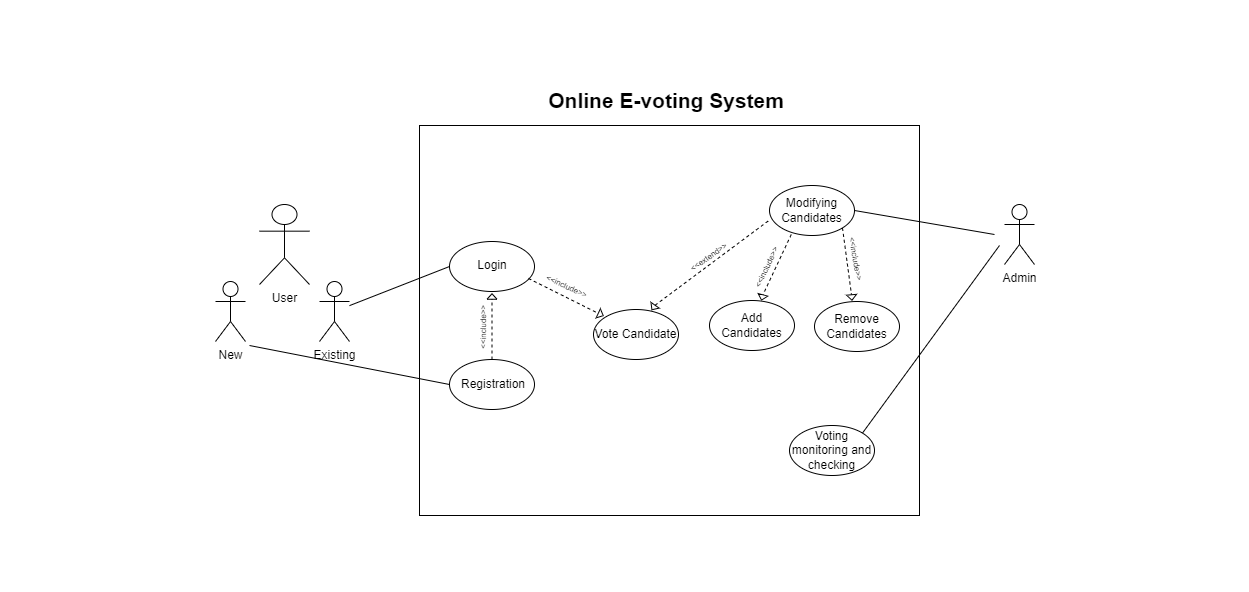 Online E-voting System
Modifying
Candidates
Login
<<extend>>
<<include>>
<<include>>
<<include>>
Admin
User
Add
Candidates
Remove
Candidates
Vote Candidate
<<include>>
New
Existing
Registration
Voting
monitoring and
checking